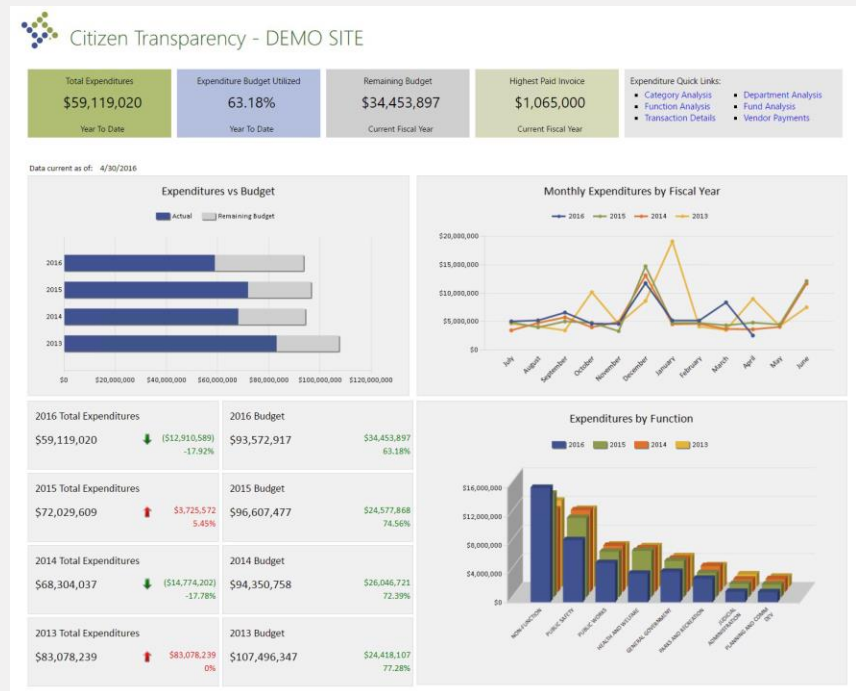 Citizen Transparency - DEMO SITE
Total Expenditures
$59,119,020
Year To Date
Expenditure Budget Utilized
63.18%
Year To Date
Remaining Budget
$34,453,897
Current Fiscal Year
Highest Paid Invoice
$1,065,000
Current Fiscal Year
Expenditure Quick Links:
Category Analysis
Function Analysis
Transaction Details
Department Analysis
Fund Analysis
Vendor Payments
Data current as of: 4/30/2016
Expenditures vs Budget
Actual Remaining Budget
2016
2015
2014
2013
$0 $20,000,000 $40,000,000 $60,000,000 $80,000,000 $100,000,000 $120,000,000
Monthly Expenditures by Fiscal Year
2016 2015 2014 2013
$20,000,000
$15,000,000
$10,000,000
$5,000,000
$0
July August September October November December January February March April May June
2016 Total Expenditures
$59,119,020
($12,910,589)
-17.92%
2016 Budget
$93,572,917
$34,453,897
63.18%
2015 Total Expenditures
$72,029,609
$3,725,572
5.45%
2015 Budget
$96,607,477
$24,577,868
74.56%
2014 Total Expenditures
$68,304,037
($14,774,202)
-17.78%
2014 Budget
$94,350,758
$26,046,721
72.39%
2013 Total Expenditures
$83,078,239
$83,078,239
0%
2013 Budget
$107,496,347
$24,418,107
77.28%
Expenditures by Function
2016 2015 2014 2013
$16,000,000
$12,000,000
$8,000,000
$4,000,000
$0
NON-FUNCTION
PUBLIC SAFETY
PUBLIC WORKS
HEALTH AND WELFARE
GENERAL GOVERNMENT
PARKS AND RECREATION
JUDICIAL
ADMINISTRATION
PLANNING AND COMM
DEV